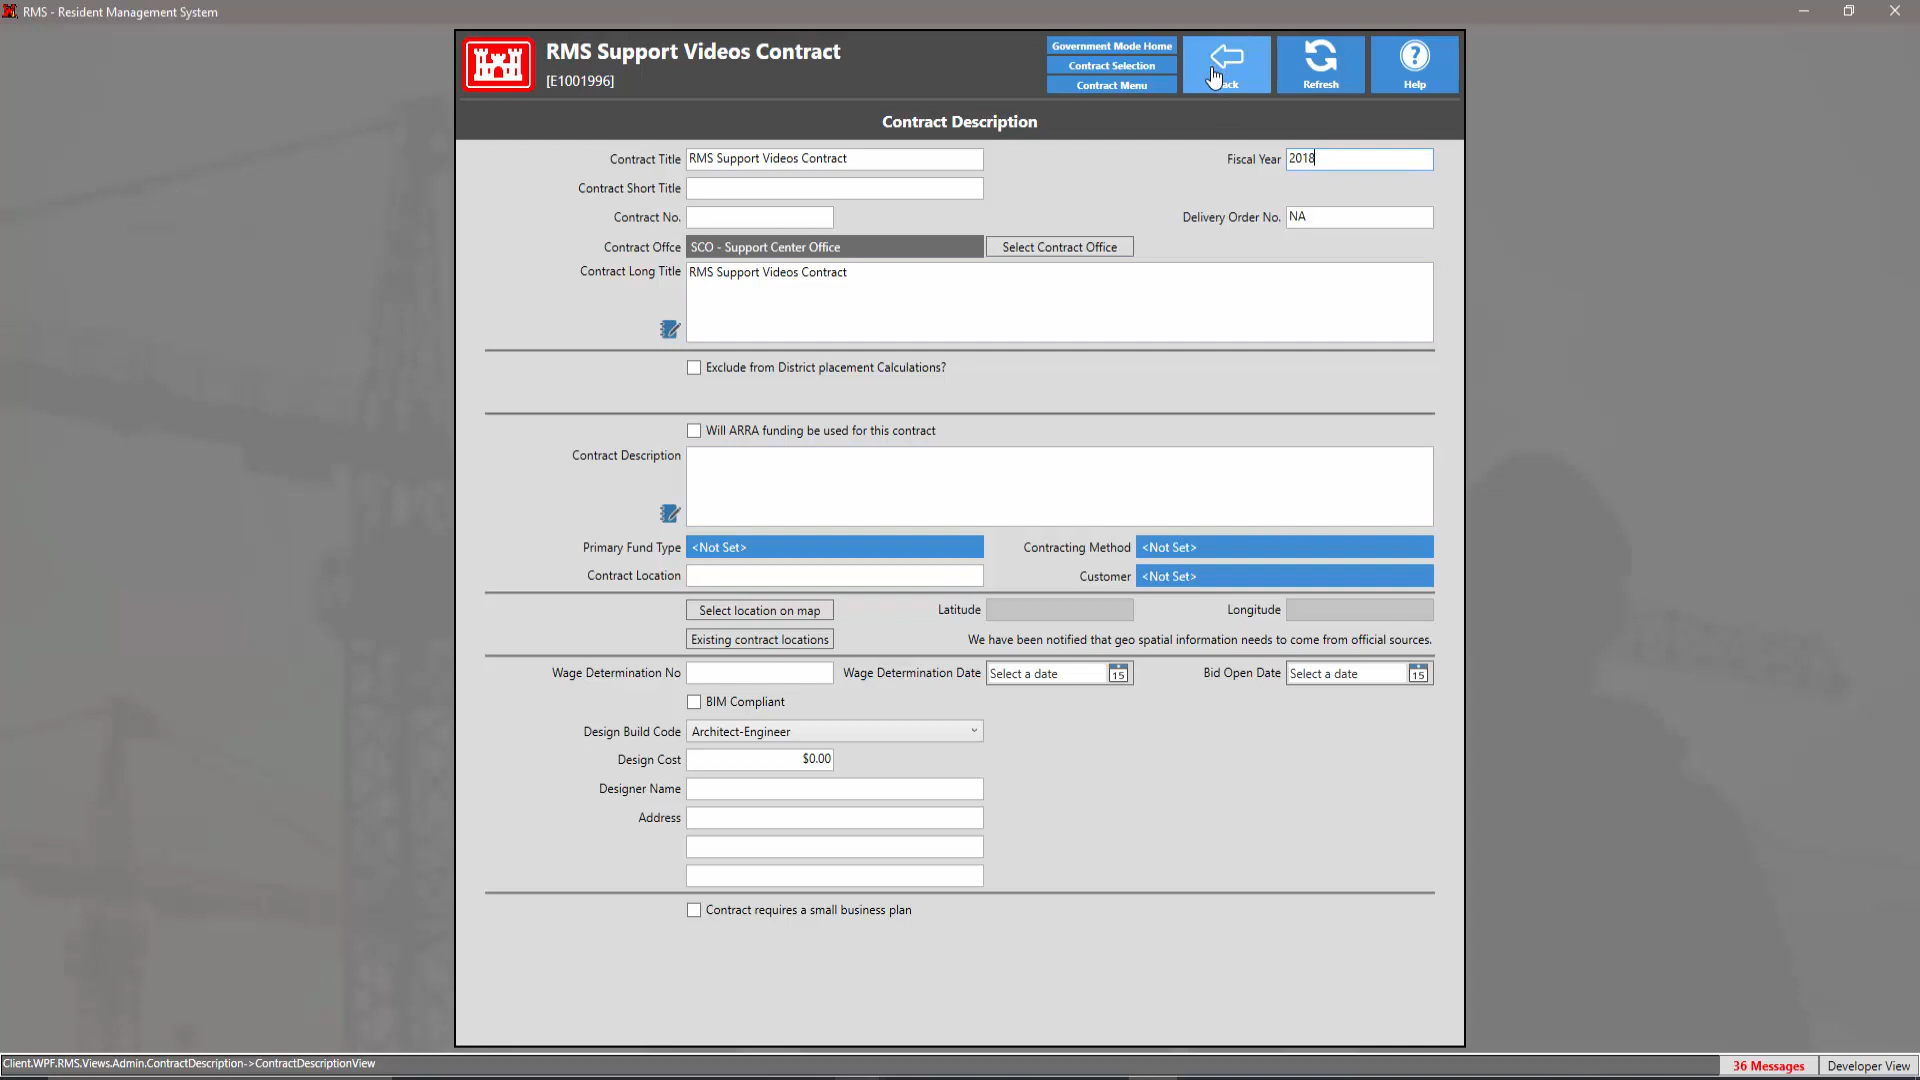 RMS - Resident Management System
RMS Support Videos Contract
[E1001996]
Government Mode Home
Contract Selection
Contract Menu
Refresh
Help
Contract Description
Contract Title RMS Support Videos Contract Fiscal Year 2018
Contract Short Title
Contract No. Delivery Order No. NA
Contract Offce SCO - Support Center Office Select Contract Office
Contract Long Title RMS Support Videos Contract
Exclude from District placement Calculations?
Will ARRA funding be used for this contract
Contract Description
Primary Fund Type <Not Set> Contracting Method <Not Set>
Contract Location Customer <Not Set>
Select location on map Latitude Longitude
Existing contract locations We have been notified that geo spatial information needs to come from official sources.
Wage Determination No Wage Determination Date Select a date 15 Bid Open Date Select a date 15
BIM Compliant
Design Build Code Architect-Engineer
Design Cost $0.00
Designer Name
Address
Contract requires a small business plan
Client.WPF.RMS.Views.Admin.ContractDescription->ContractDescriptionView 36 Messages Developer View